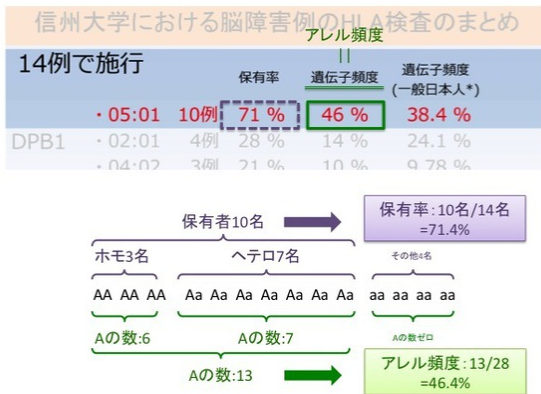 信州大学における脳障害例のHLA検査のまとめ
アレル頻度
14例で施行
保有率 遺伝子頻度 遺伝子頻度
(一般日本人*)
・05:01 10例 71 % 46 % 38.4 %
DPB1 ・02:01 4例 28 % 14 % 24.1 %
・04:02 3例 21 % 10 % 9.78 %
保有者10名
保有率:10名/14名
=71.4%
ホモ3名 ヘテロ7名 その他4名
AA AA AA Aa Aa Aa Aa Aa Aa Aa aa aa aa aa
Aの数:6 Aの数:7 Aの数ゼロ
Aの数:13
アレル頻度:13/28
=46.4%